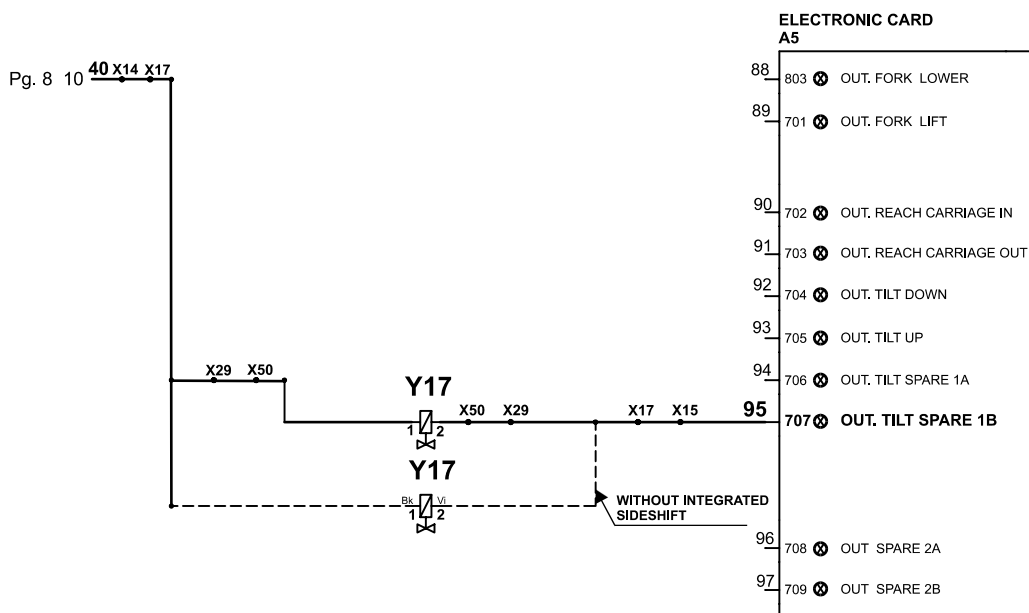 ELECTRONIC CARD
A5
Pg. 8 10 40 X14 X17
88 803 OUT. FORK LOWER
89 701 OUT. FORK LIFT
90 702 OUT. REACH CARRIAGE IN
91 703 OUT. REACH CARRIAGE OUT
92 704 OUT. TILT DOWN
93 705 OUT. TILT UP
X29 X50
94 706 OUT. TILT SPARE 1A
Y17
1 2 X50 X29 X17 X15 95 707 OUT. TILT SPARE 1B
Y17
Bk 1 Vi 2
WITHOUT INTEGRATED
SIDESHIFT
96 708 OUT SPARE 2A
97 709 OUT SPARE 2B